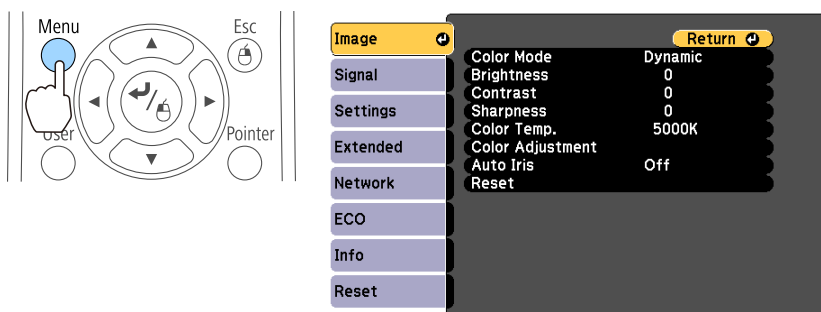 Menu
Esc
User
Pointer
Image
Signal
Settings
Extended
Network
ECO
Info
Reset
Return
Color Mode Dynamic
Brightness 0
Contrast 0
Sharpness 0
Color Temp. 5000K
Color Adjustment
Auto Iris Off
Reset